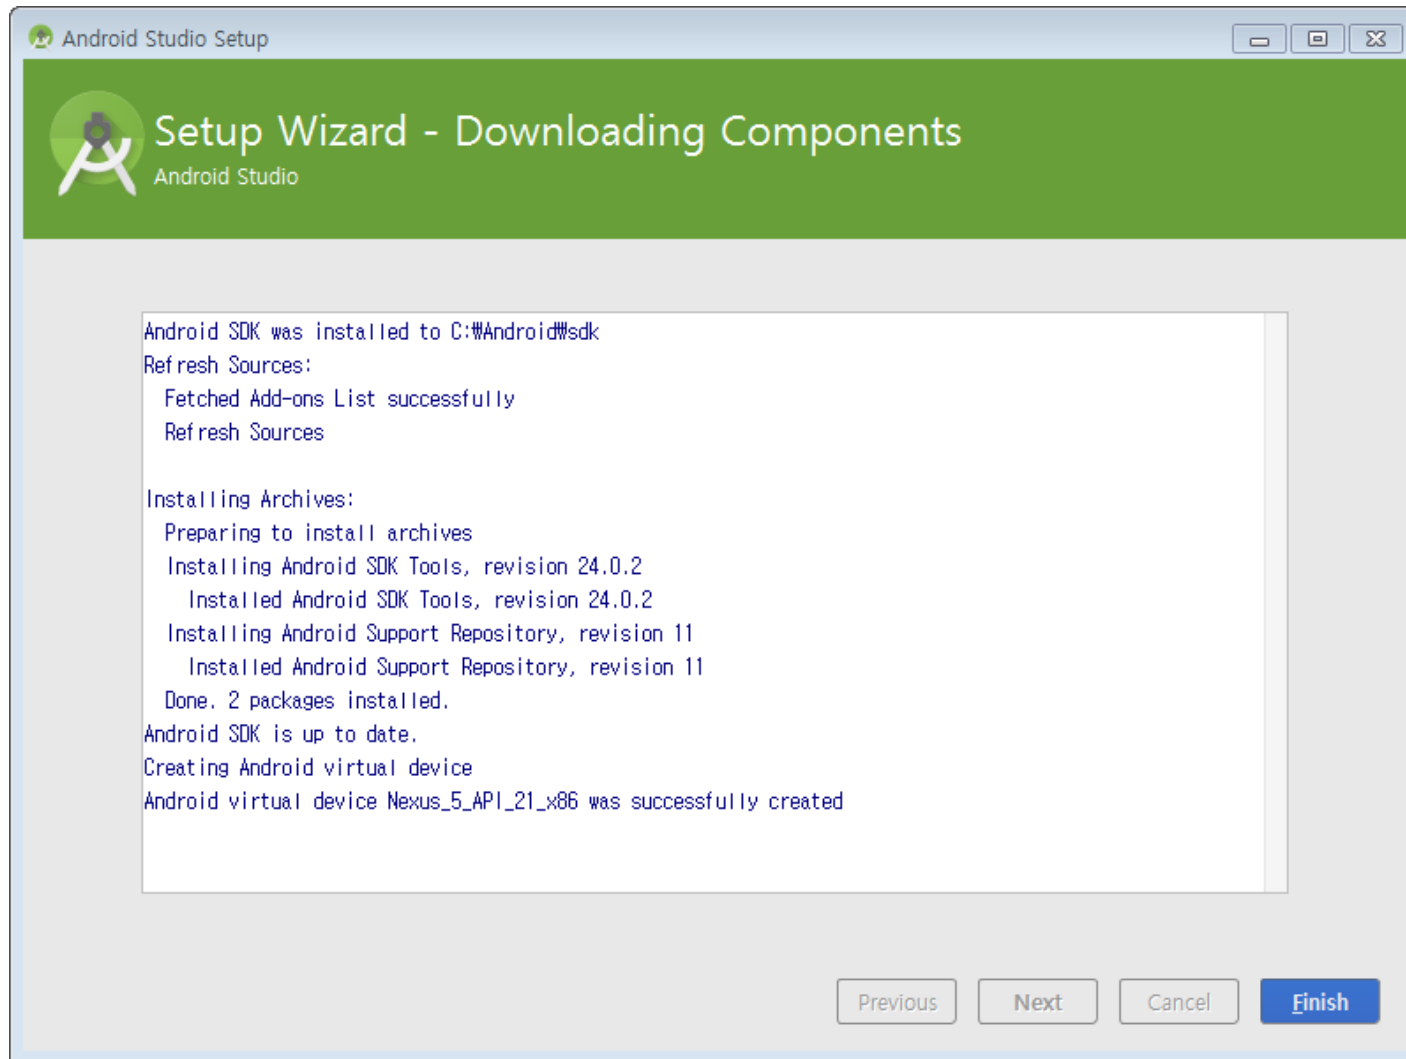 Android Studio Setup
Setup Wizard - Downloading Components
Android Studio
Android SDK was installed to C:₩Android₩sdk
Refresh Sources:
Fetched Add-ons List successfully
Refresh Sources
Installing Archives:
Preparing to install archives
Installing Android SDK Tools, revision 24.0.2
Installed Android SDK Tools, revision 24.0.2
Installing Android Support Repository, revision 11
Installed Android Support Repository, revision 11
Done. 2 packages installed.
Android SDK is up to date.
Creating Android virtual device
Android virtual device Nexus_5_API_21_x86 was successfully created
Previous Next Cancel Finish